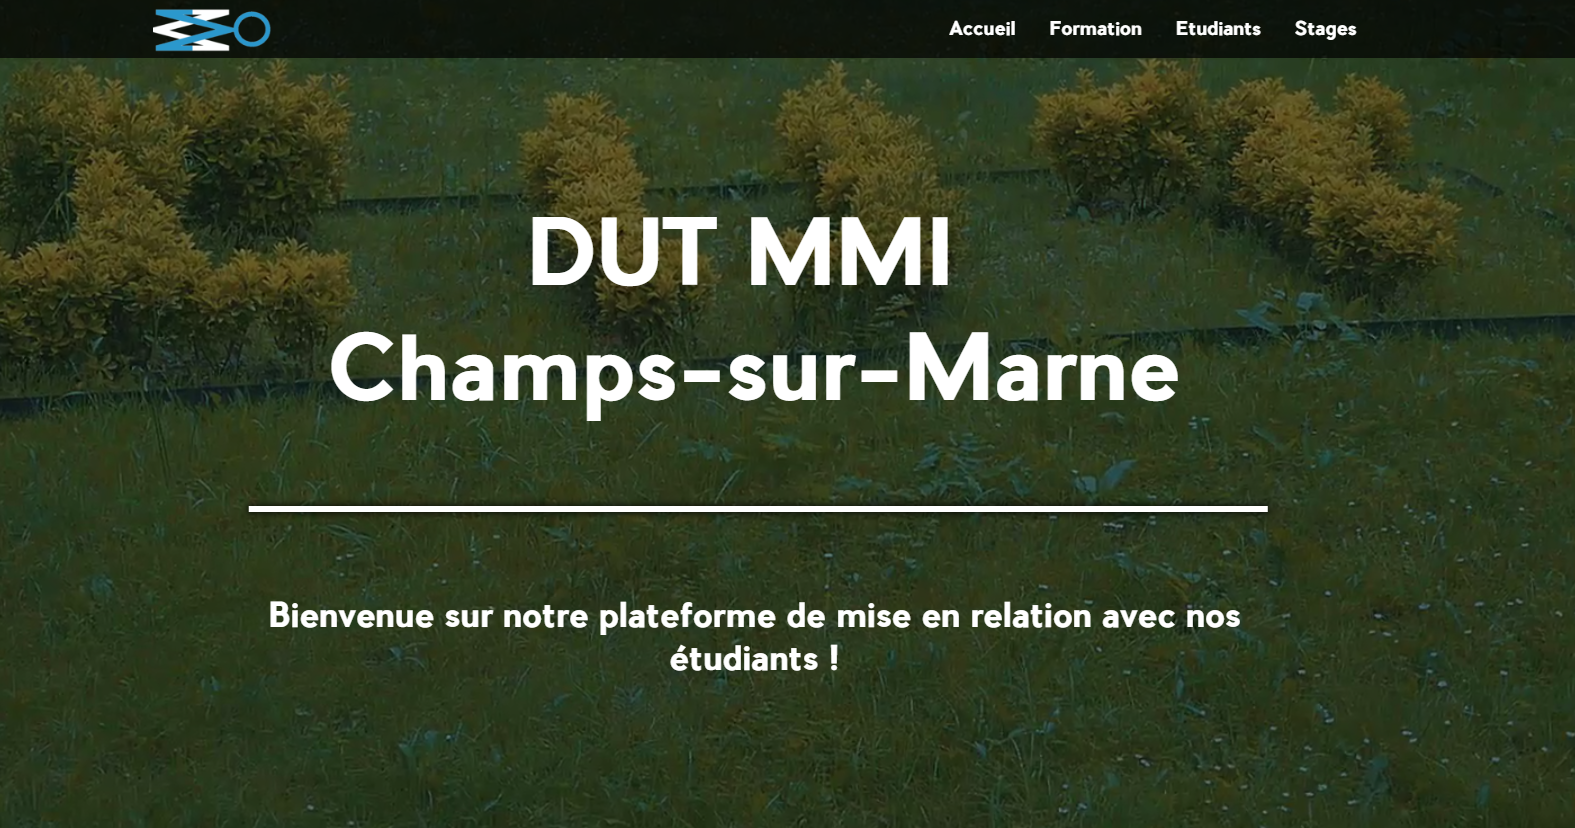 Accueil Formation Etudiants Stages
DUT MMI
Champs-sur-Marne
Bienvenue sur notre plateforme de mise en relation avec nos
étudiants !